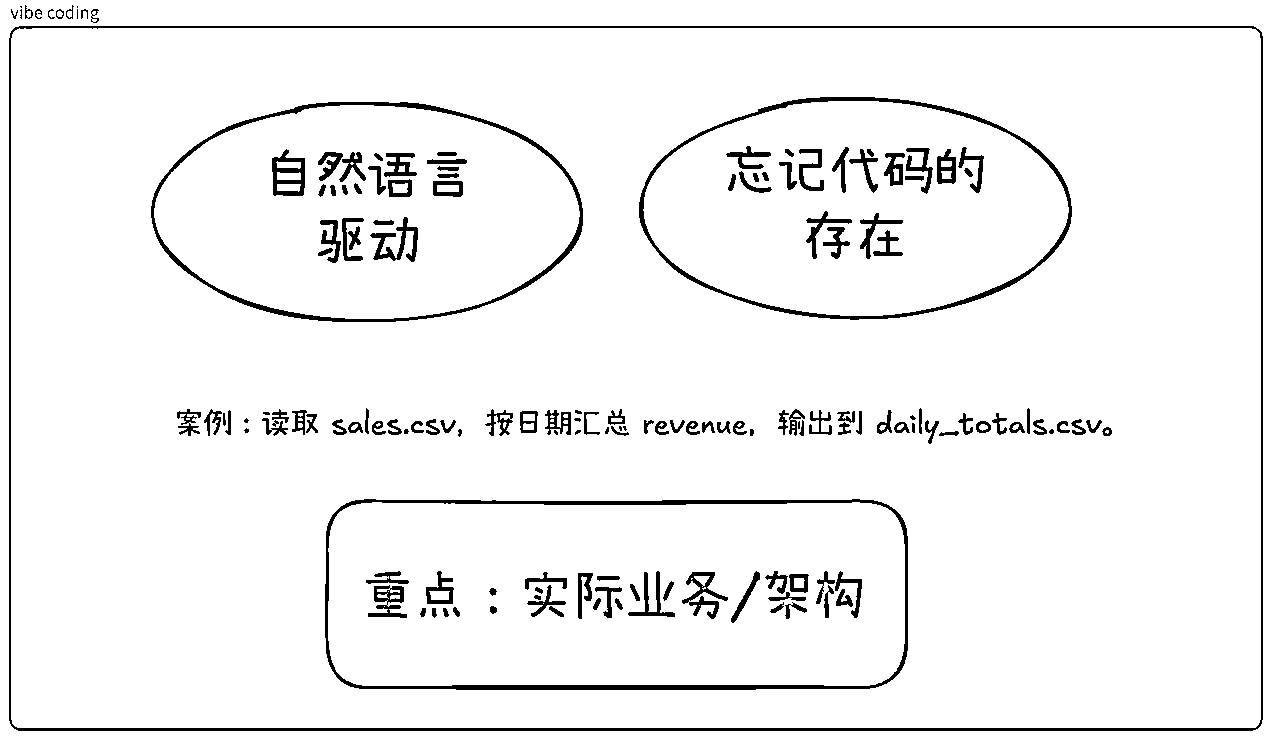 vibe coding
自然语言
驱动
忘记代码的
存在
案例：读取 sales.csv，按日期汇总 revenue，输出到 daily_totals.csv。
重点：实际业务/架构